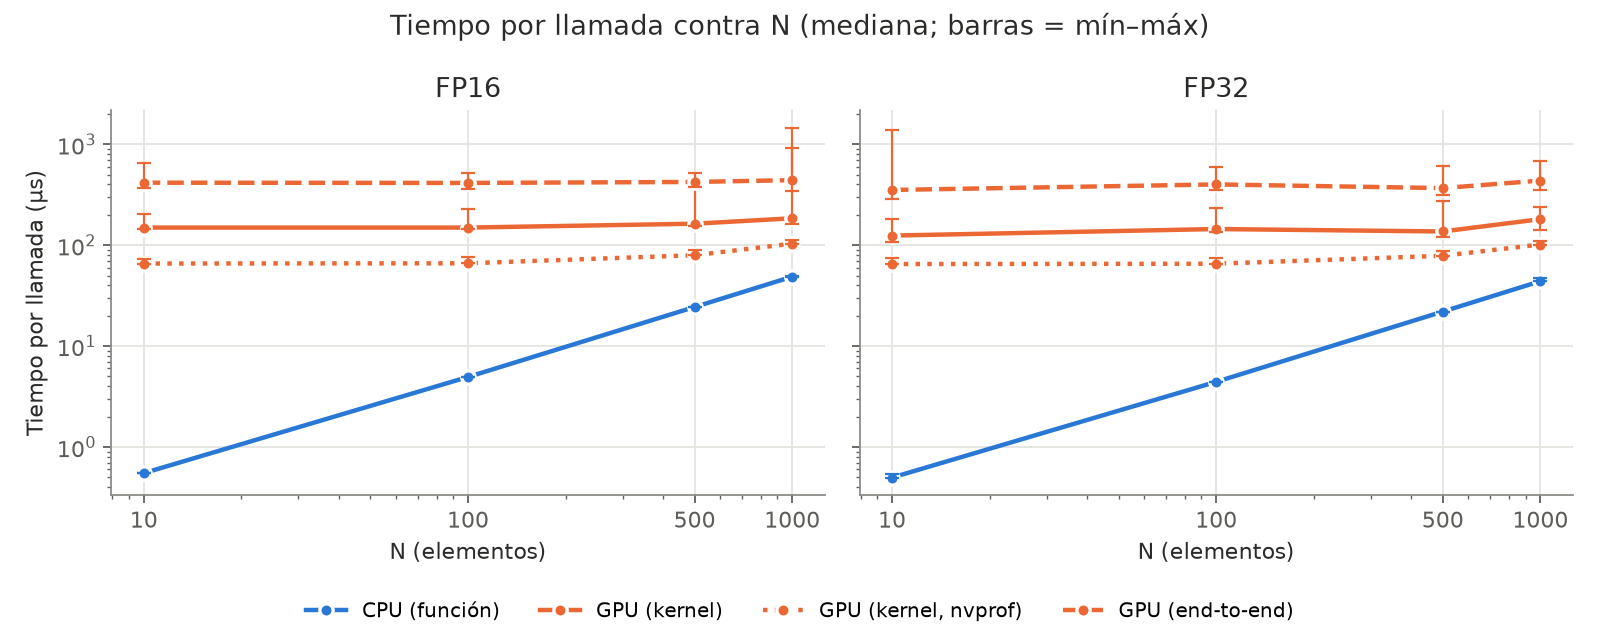 Tiempo por llamada contra N (mediana; barras = mín–máx)
FP16
FP32
Tiempo por llamada (µs)
10³
10²
10¹
10⁰
10 100 500 1000
10 100 500 1000
N (elementos)
N (elementos)
CPU (función) GPU (kernel) GPU (kernel, nvprof) GPU (end-to-end)